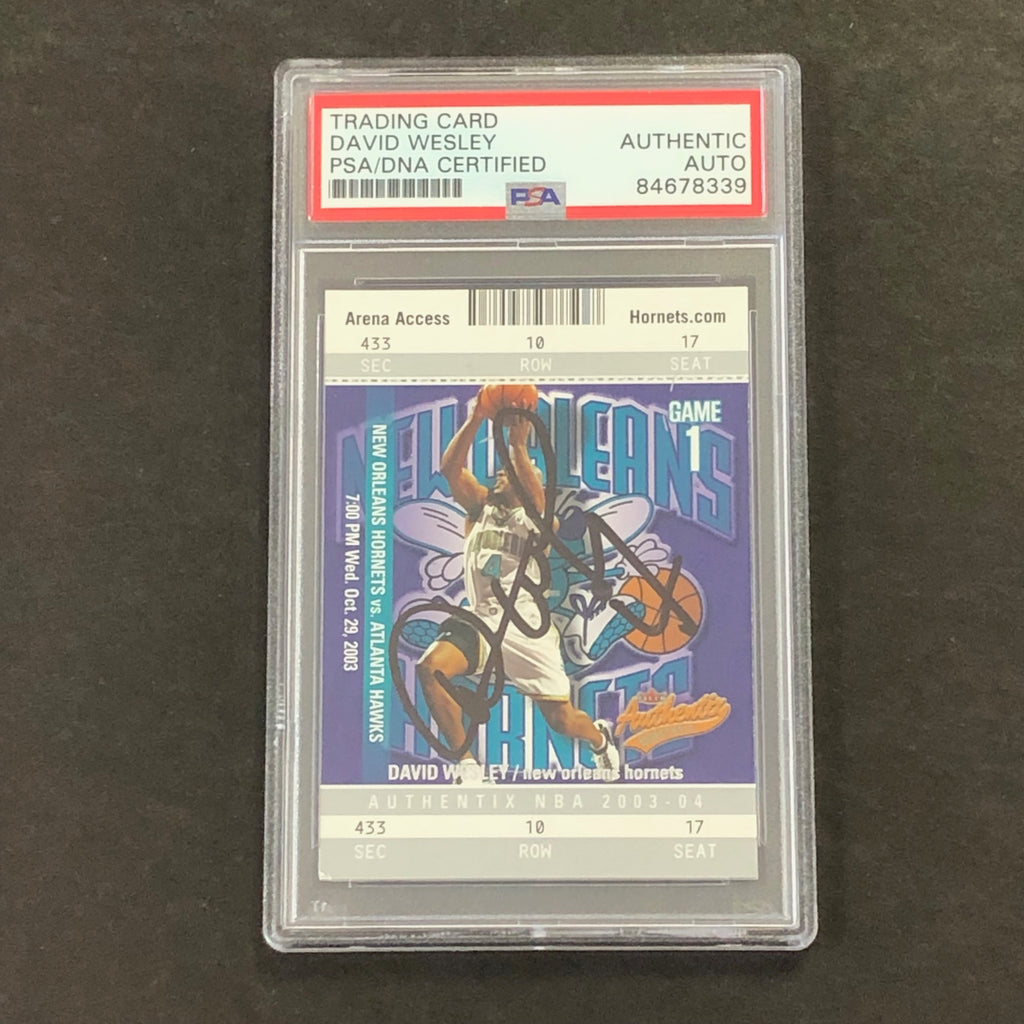 TRADING CARD
DAVID WESLEY
PSA/DNA CERTIFIED
AUTHENTIC
AUTO
84678339
PSA
Arena Access
Hornets.com
433 10 17
SEC ROW SEAT
GAME
1
NEW ORLEANS
NEW ORLEANS HORNETS vs. ATLANTA HAWKS
7:00 PM Wed. Oct. 29, 2003
4
HORNETS
Authentix
DAVID WESLEY / new orleans hornets
AUTHENTIX NBA 2003-04
433 10 17
SEC ROW SEAT